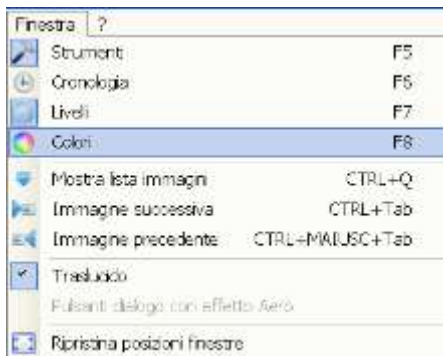 Finestra ?
Strumenti F5
Cronologia F6
Livelli F7
Colori F8
Mostra lista immagini CTRL+Q
Immagine successiva CTRL+Tab
Immagine precedente CTRL+MAIUSC+Tab
Traslucido
Pulsanti dialogo con effetto Aero
Ripristina posizioni finestre